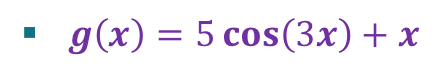 ▪ g(x) = 5 cos(3x) + x